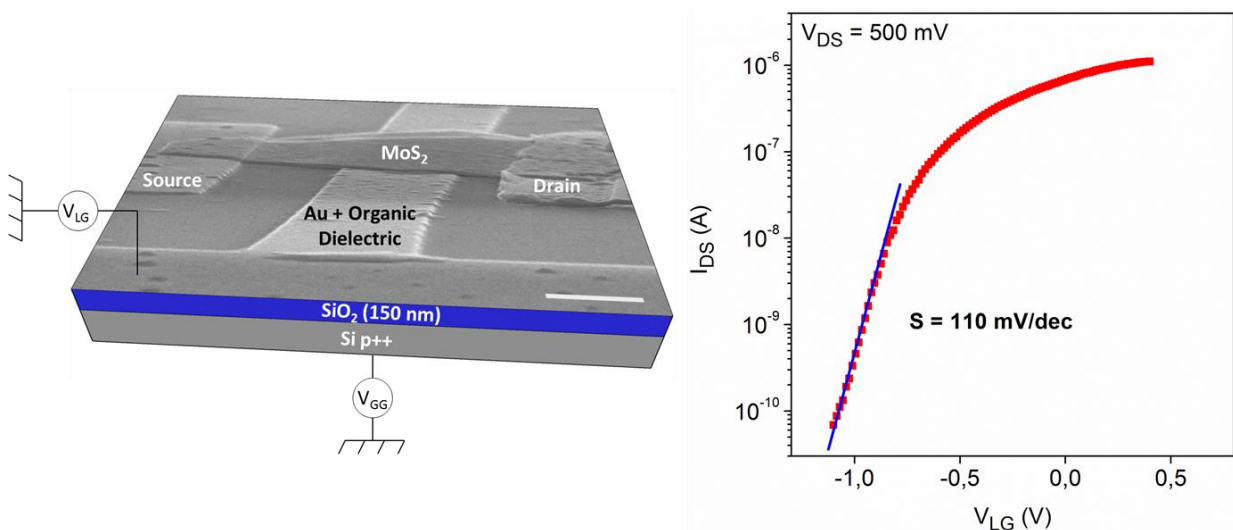 MoS₂
Source
Drain
Au + Organic
Dielectric
V_LG
SiO₂ (150 nm)
Si p++
V_GG
V_DS = 500 mV
10⁻⁶
10⁻⁷
10⁻⁸
10⁻⁹
10⁻¹⁰
I_DS (A)
S = 110 mV/dec
-1,0 -0,5 0,0 0,5
V_LG (V)